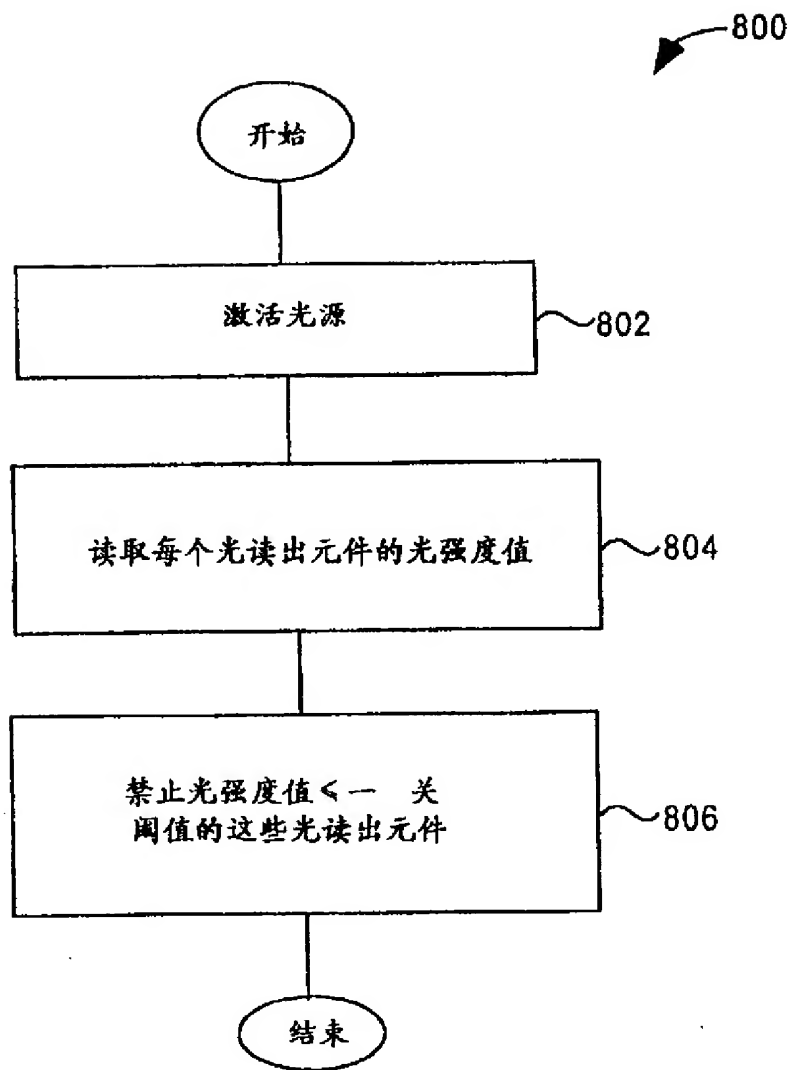 800
开始
激活光源
802
读取每个光读出元件的光强度值
804
禁止光强度值≤一 关
阈值的这些光读出元件
806
结束